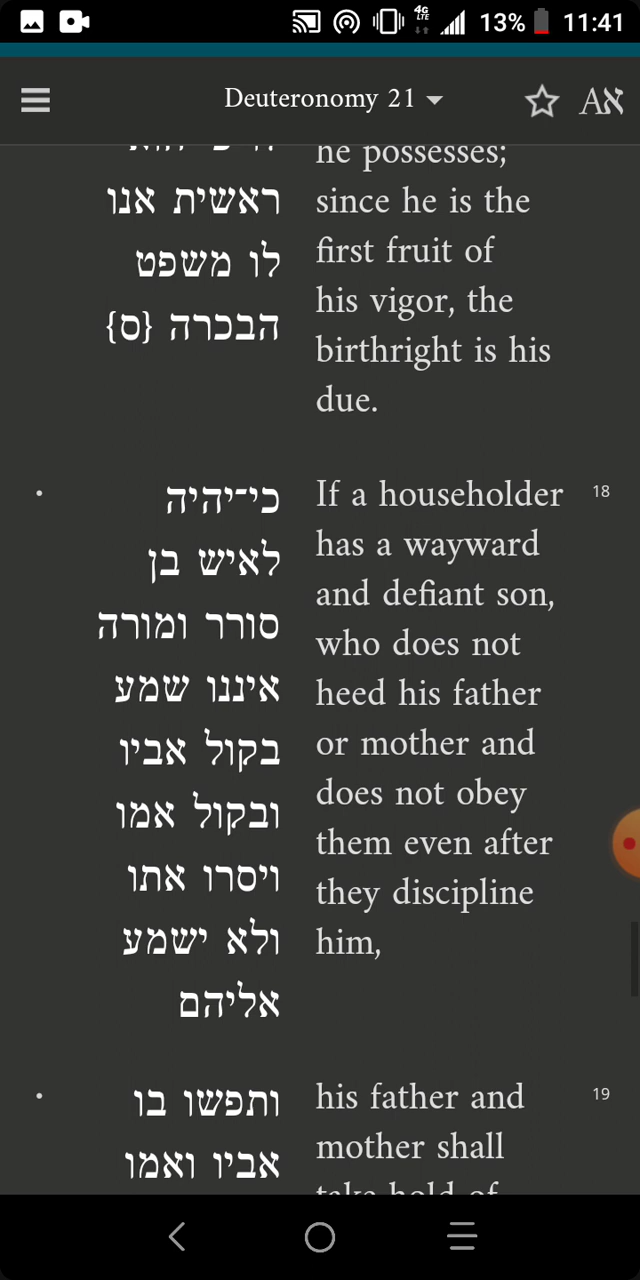 13% 11:41
Deuteronomy 21
Aא
he possesses;
since he is the
first fruit of
his vigor, the
birthright is his
due.
ראשית אנו
לו משפט
הבכרה {ס}
18
If a householder
has a wayward
and defiant son,
who does not
heed his father
or mother and
does not obey
them even after
they discipline
him,
כי־יהיה
לאיש בן
סורר ומורה
איננו שמע
בקול אביו
ובקול אמו
ויסרו אתו
ולא ישמע
אליהם
19
his father and
mother shall
take hold of
ותפשו בו
אביו ואמו